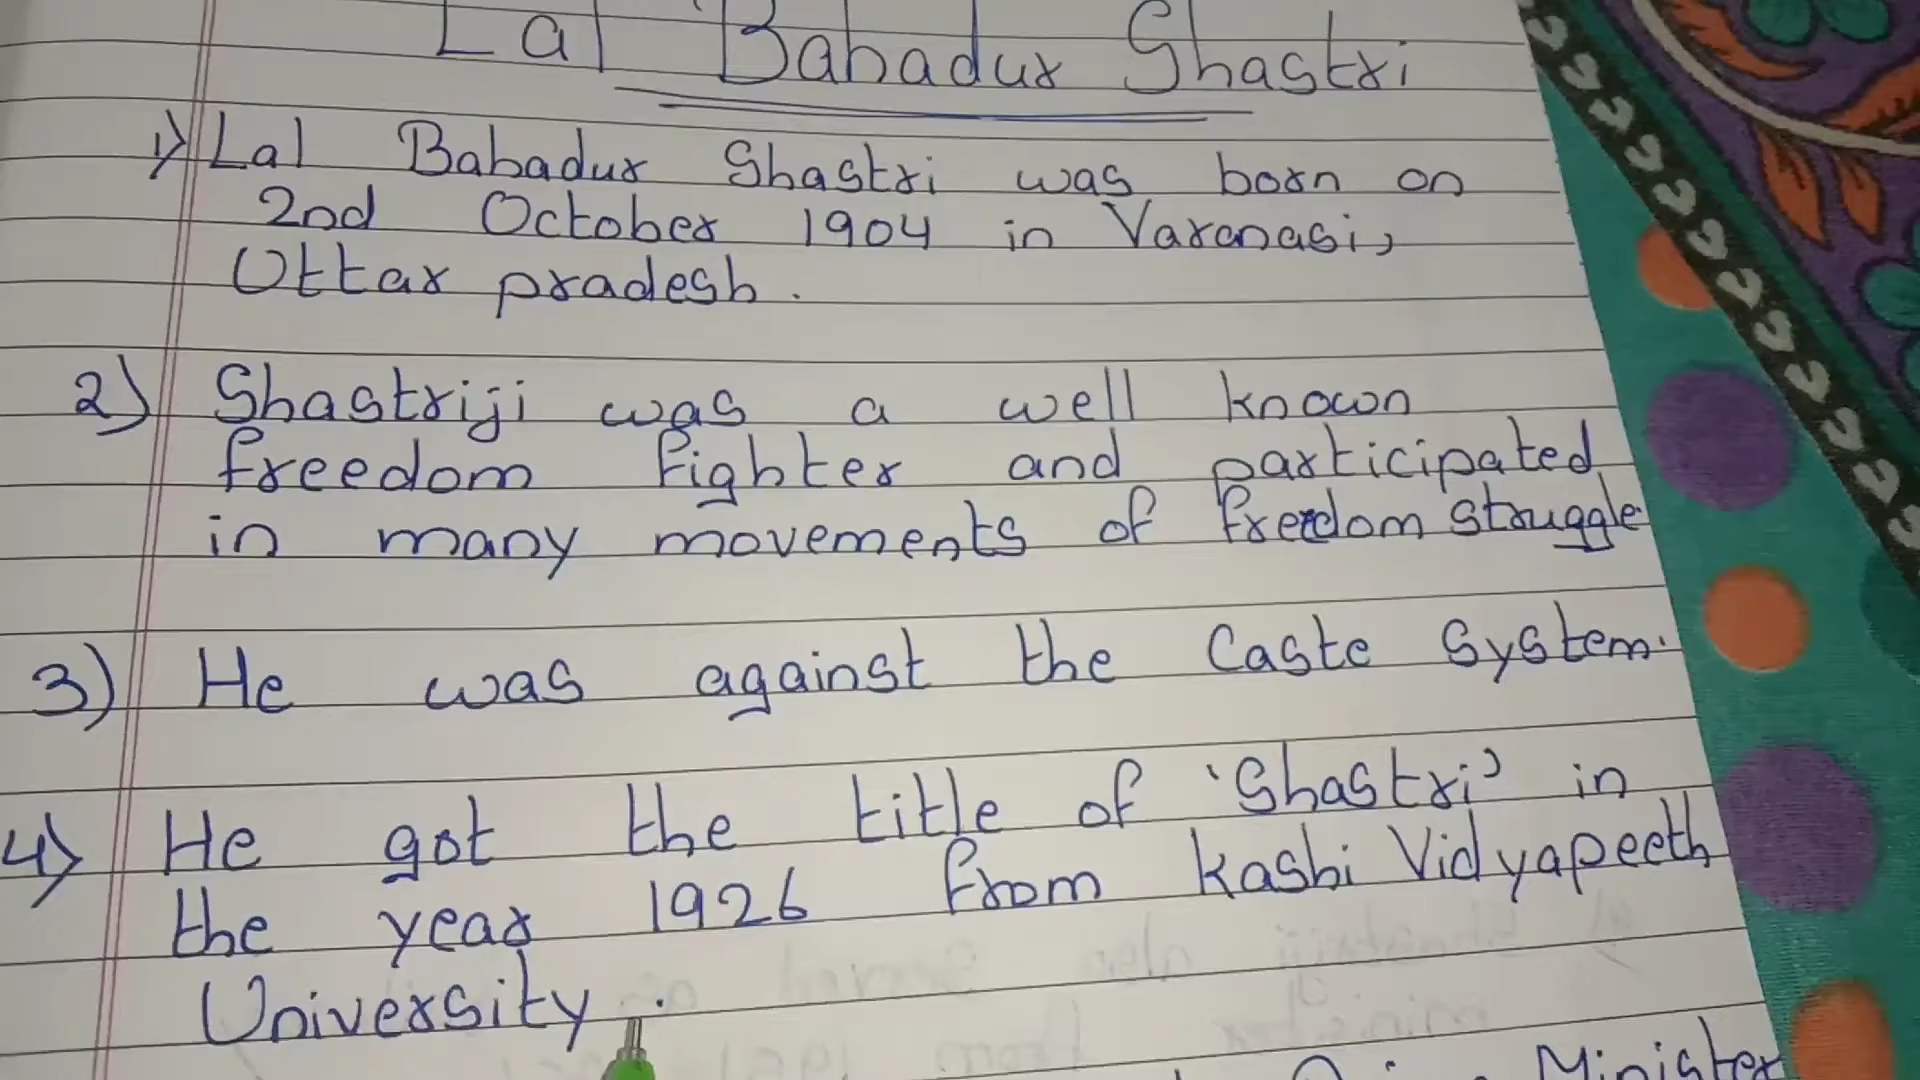 Lal Bahadur Shastri
1) Lal Bahadur Shastri was born on
2nd October 1904 in Varanasi,
Uttar pradesh.
2) Shastriji was a well known
freedom fighter and participated
in many movements of freedom struggle
3) He was against the Caste System.
4) He got the title of 'Shastri' in
the year 1926 from Kashi Vidyapeeth
University.
Minister